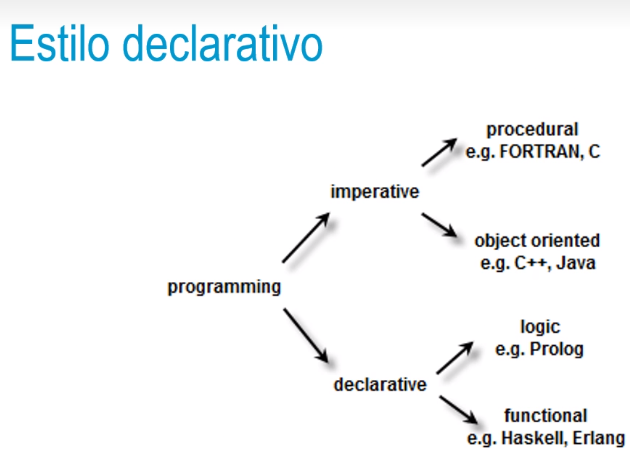 Estilo declarativo
procedural
e.g. FORTRAN, C
imperative
object oriented
e.g. C++, Java
programming
logic
e.g. Prolog
declarative
functional
e.g. Haskell, Erlang